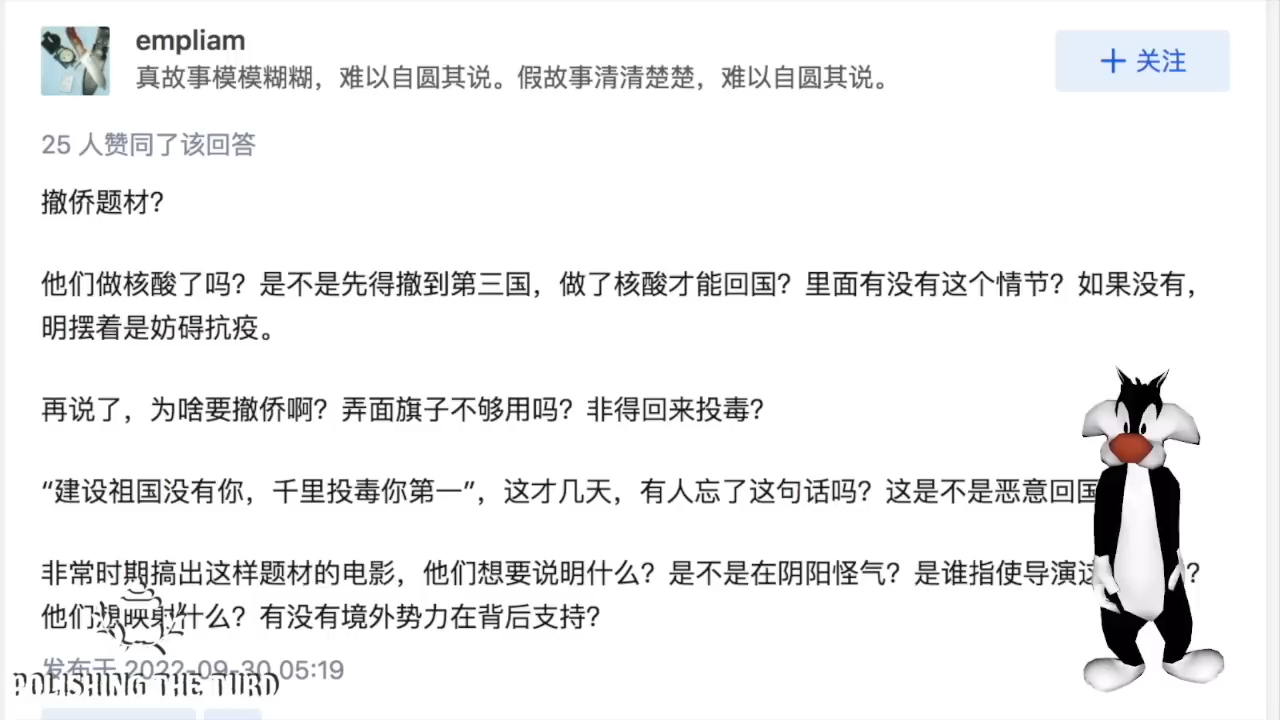 empliam
真故事模模糊糊，难以自圆其说。假故事清清楚楚，难以自圆其说。
+ 关注
25 人赞同了该回答
撤侨题材？
他们做核酸了吗？是不是先得撤到第三国，做了核酸才能回国？里面有没有这个情节？如果没有，
明摆着是妨碍抗疫。
再说了，为啥要撤侨啊？弄面旗子不够用吗？非得回来投毒？
“建设祖国没有你，千里投毒你第一”，这才几天，有人忘了这句话吗？这是不是恶意回国
非常时期搞出这样题材的电影，他们想要说明什么？是不是在阴阳怪气？是谁指使导演这？
他们想映射什么？有没有境外势力在背后支持？
发布于 2022-09-30 05:19
POLISHING THE TURD